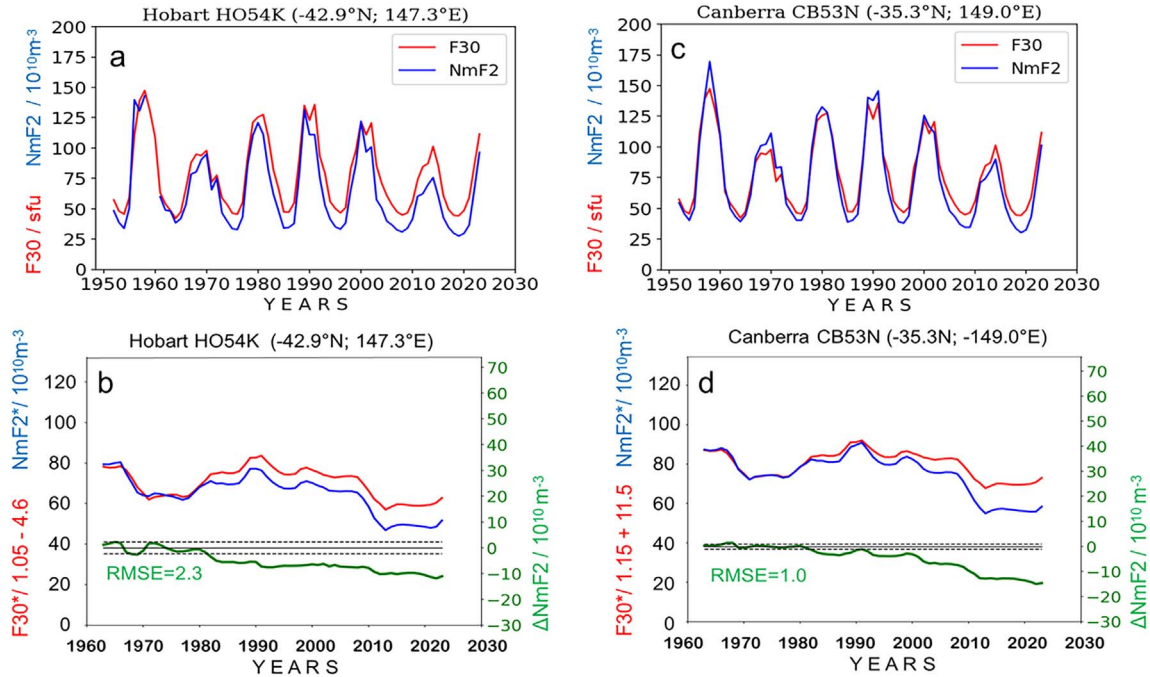 Hobart HO54K (-42.9°N; 147.3°E)
a
F30
NmF2
F30 / sfu NmF2 / 10¹⁰m⁻³
200
175
150
125
100
75
50
25
0
1950 1960 1970 1980 1990 2000 2010 2020 2030
YEARS
Canberra CB53N (-35.3°N; 149.0°E)
c
F30
NmF2
F30 / sfu NmF2 / 10¹⁰m⁻³
200
175
150
125
100
75
50
25
0
1950 1960 1970 1980 1990 2000 2010 2020 2030
YEARS
Hobart HO54K (-42.9°N; 147.3°E)
b
F30*/ 1.05 - 4.6 NmF2*/ 10¹⁰m⁻³
120
100
80
60
40
20
0
RMSE=2.3
70
60
50
40
30
20
10
0
−10
−20
−30
ΔNmF2 / 10¹⁰ m⁻³
1960 1970 1980 1990 2000 2010 2020 2030
YEARS
Canberra CB53N (-35.3N; -149.0°E)
d
F30*/ 1.15 + 11.5 NmF2*/ 10¹⁰m⁻³
120
100
80
60
40
20
0
RMSE=1.0
70
60
50
40
30
20
10
0
−10
−20
−30
ΔNmF2 / 10¹⁰ m⁻³
1960 1970 1980 1990 2000 2010 2020 2030
YEARS